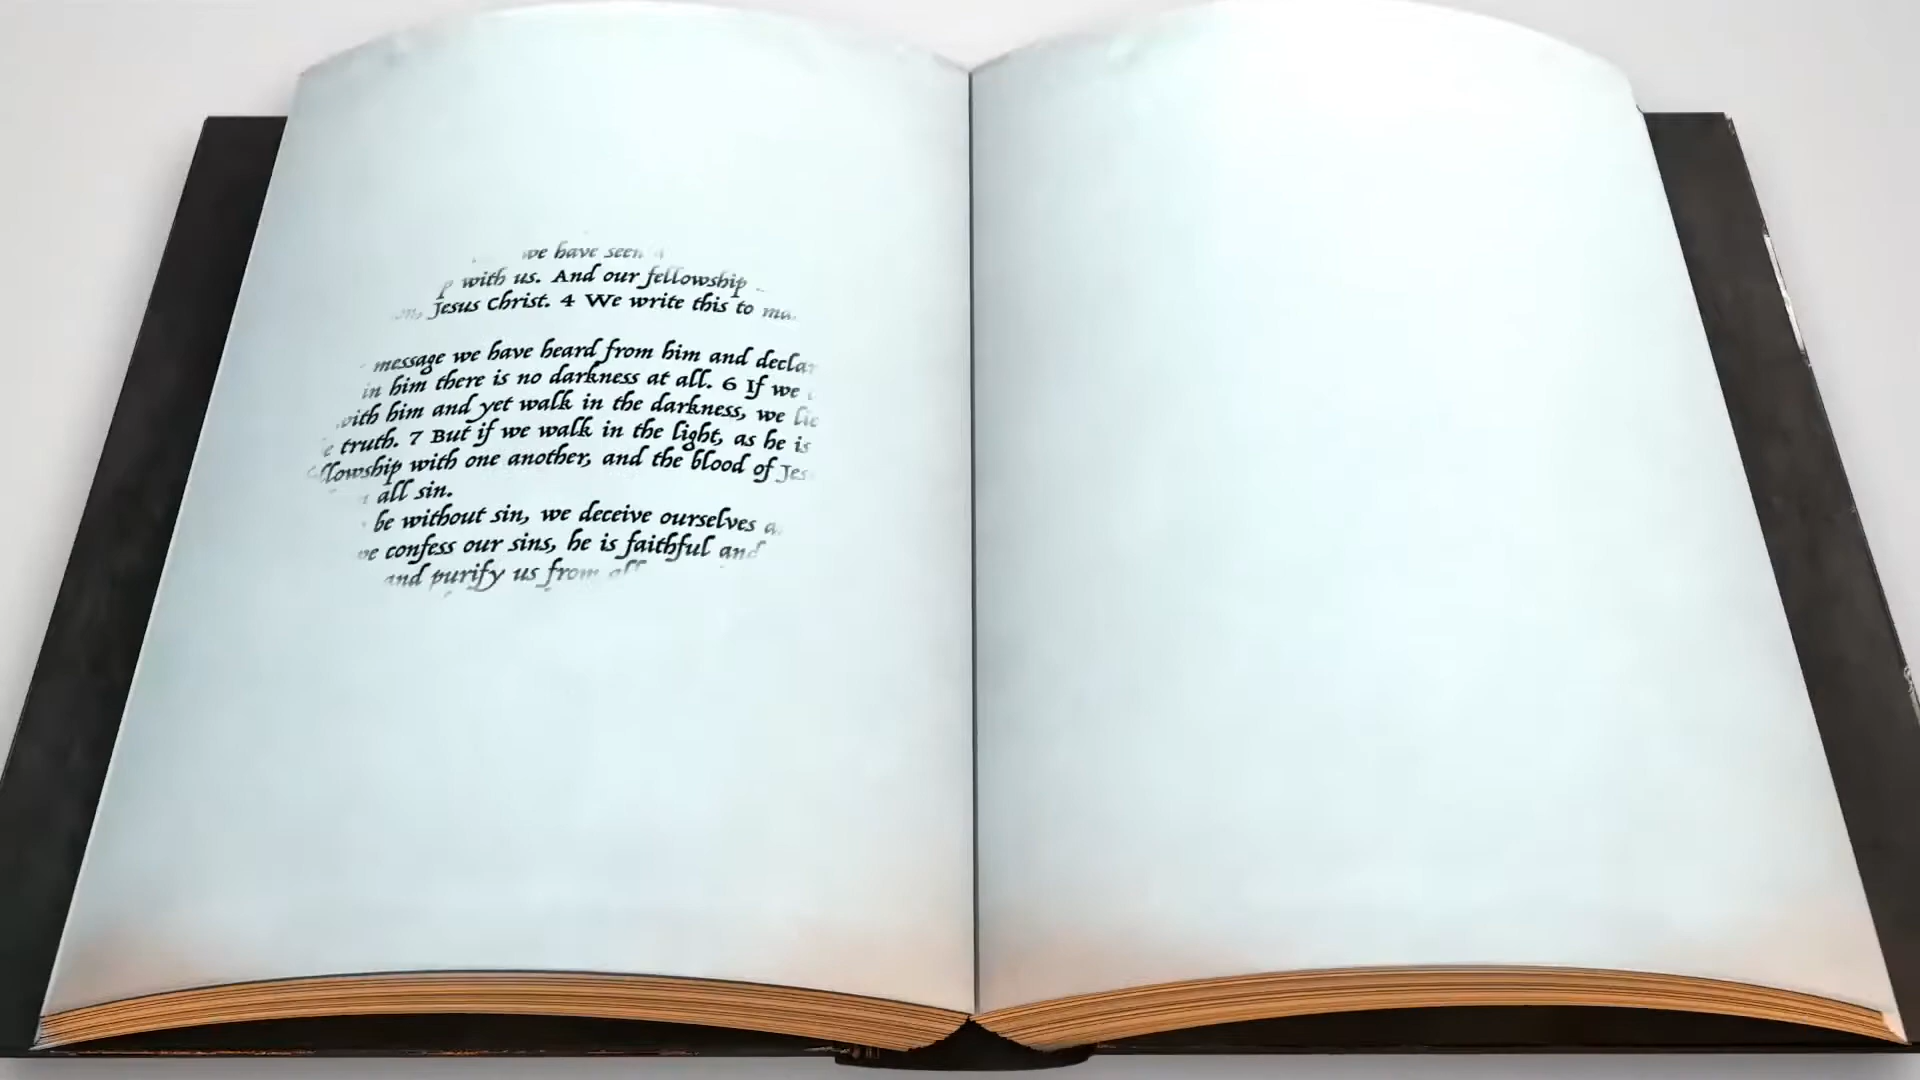 we have seen
with us. And our fellowship
Jesus Christ. 4 We write this to
message we have heard from him and
in him there is no darkness at all. 6 If we
him and yet walk in the darkness, we
truth. 7 But if we walk in the light, as he is
with one another, and the blood of
all sin.
be without sin, we deceive ourselves
confess our sins, he is faithful and
and purify us from all